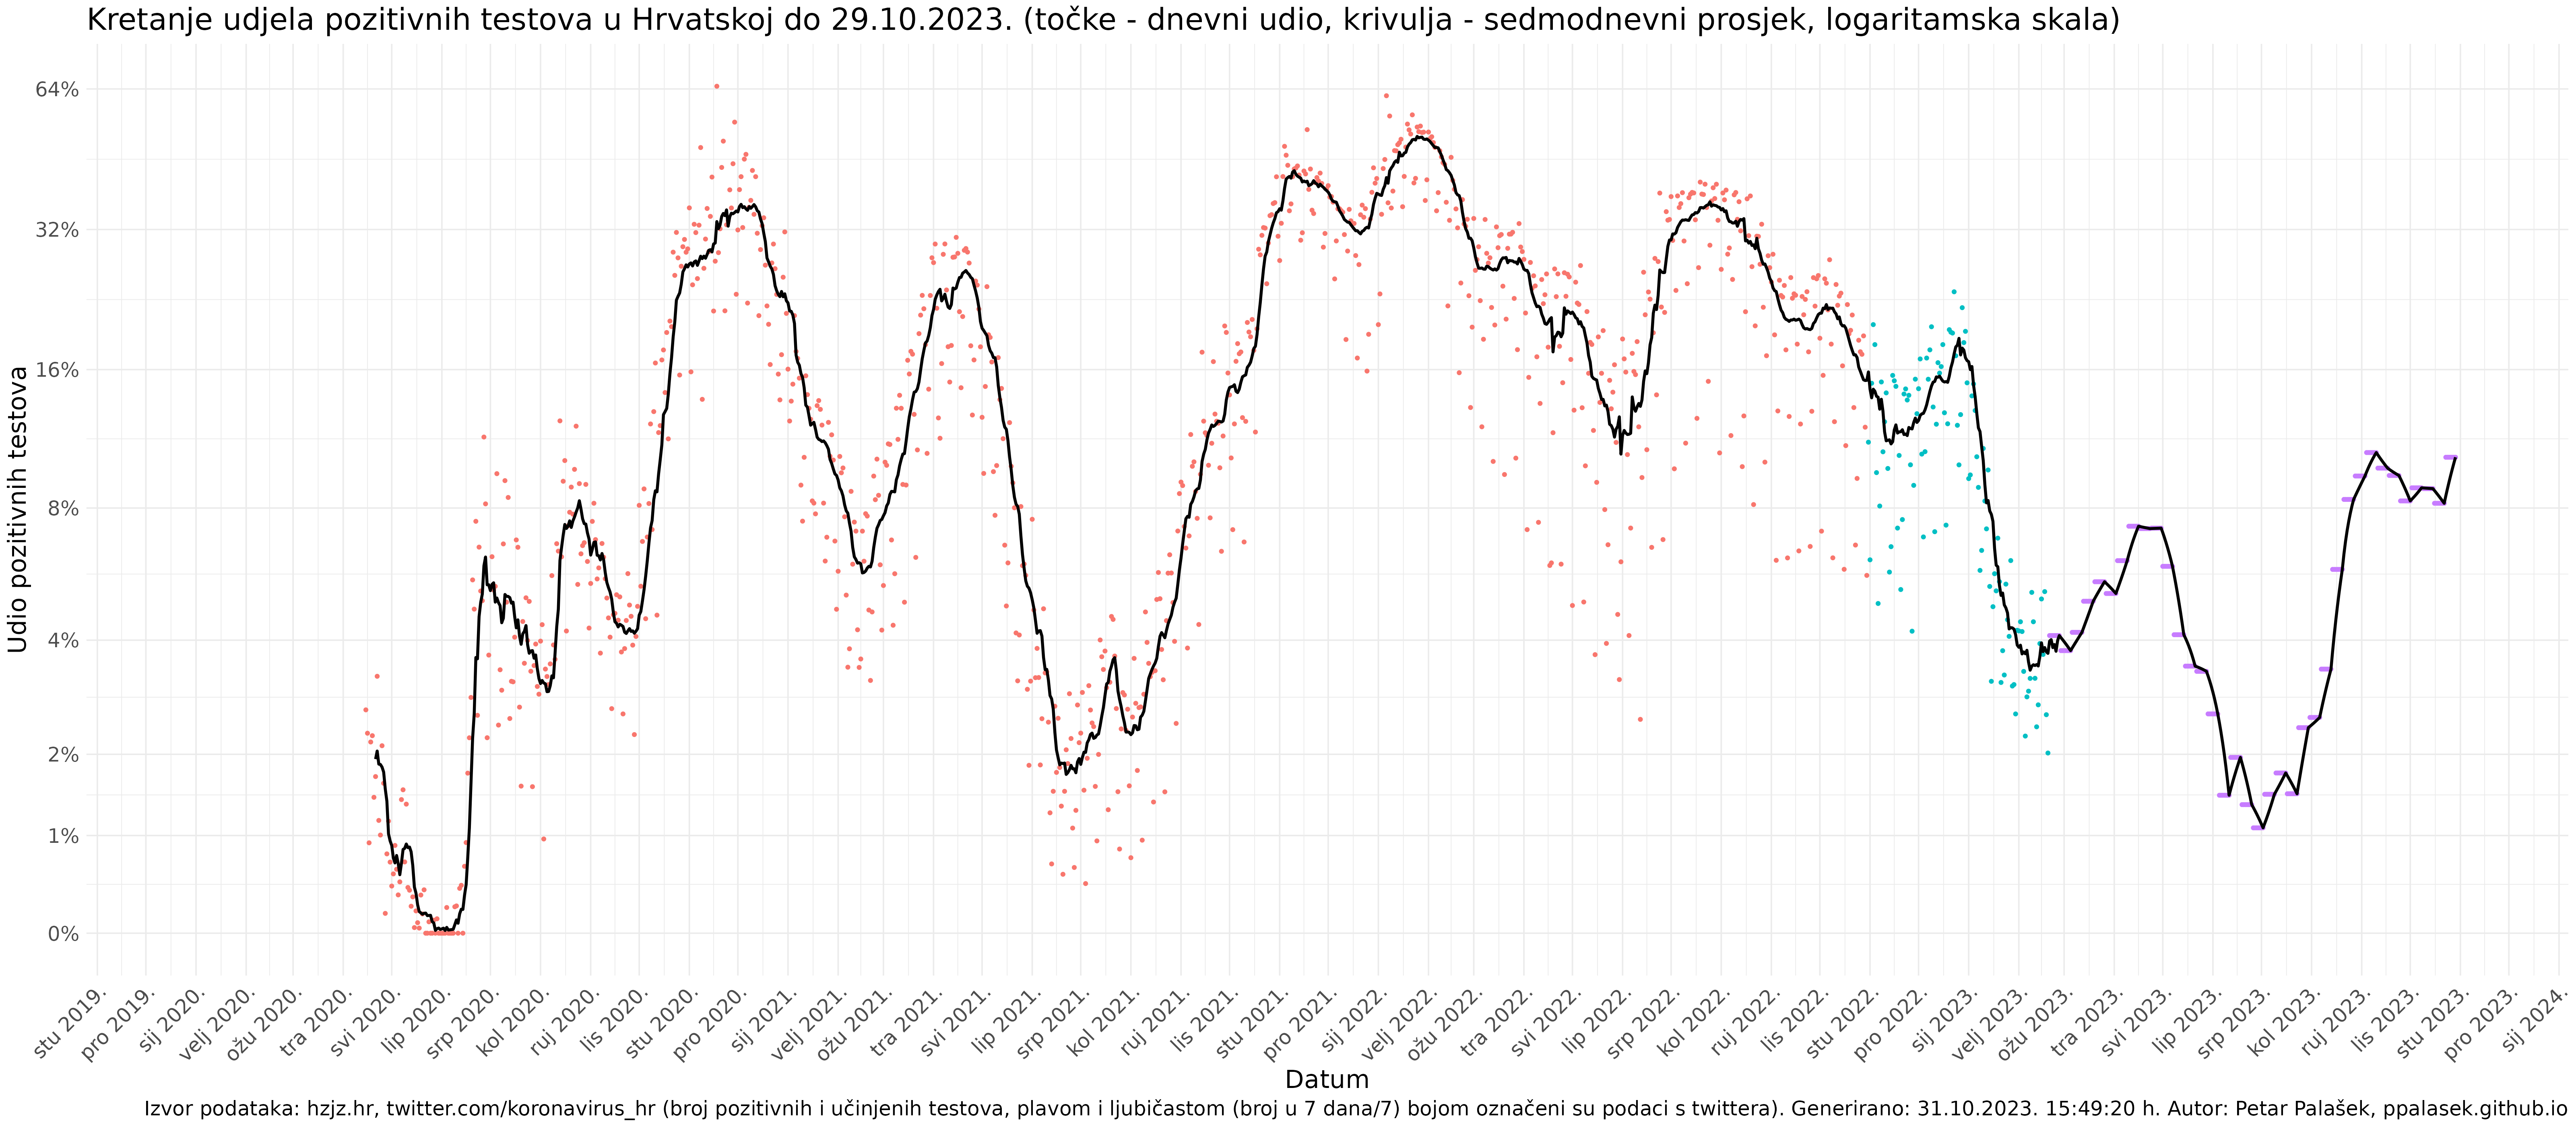 Kretanje udjela pozitivnih testova u Hrvatskoj do 29.10.2023. (točke - dnevni udio, krivulja - sedmodnevni prosjek, logaritamska skala)
Udio pozitivnih testova
64%
32%
16%
8%
4%
2%
1%
0%
stu 2019.
pro 2019.
sij 2020.
velj 2020.
ožu 2020.
tra 2020.
svi 2020.
lip 2020.
srp 2020.
kol 2020.
ruj 2020.
lis 2020.
stu 2020.
pro 2020.
sij 2021.
velj 2021.
ožu 2021.
tra 2021.
svi 2021.
lip 2021.
srp 2021.
kol 2021.
ruj 2021.
lis 2021.
stu 2021.
pro 2021.
sij 2022.
velj 2022.
ožu 2022.
tra 2022.
svi 2022.
lip 2022.
srp 2022.
kol 2022.
ruj 2022.
lis 2022.
stu 2022.
pro 2022.
sij 2023.
velj 2023.
ožu 2023.
tra 2023.
svi 2023.
lip 2023.
srp 2023.
kol 2023.
ruj 2023.
lis 2023.
stu 2023.
pro 2023.
sij 2024.
Datum
Izvor podataka: hzjz.hr, twitter.com/koronavirus_hr (broj pozitivnih i učinjenih testova, plavom i ljubičastom (broj u 7 dana/7) bojom označeni su podaci s twittera). Generirano: 31.10.2023. 15:49:20 h. Autor: Petar Palašek, ppalasek.github.io